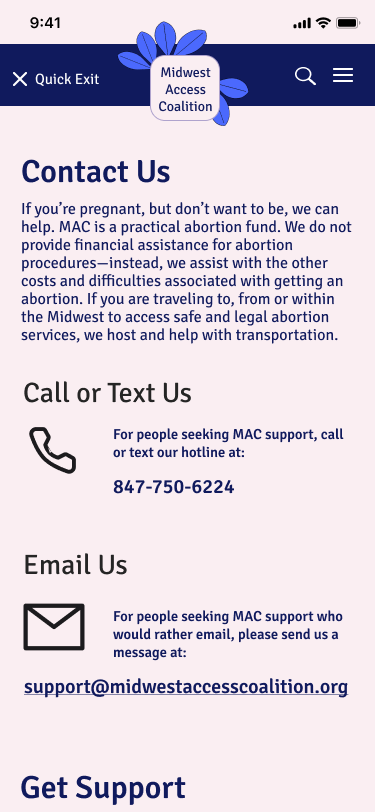 9:41
Quick Exit
Midwest
Access
Coalition
Contact Us
If you’re pregnant, but don’t want to be, we can
help. MAC is a practical abortion fund. We do not
provide financial assistance for abortion
procedures—instead, we assist with the other
costs and difficulties associated with getting an
abortion. If you are traveling to, from or within
the Midwest to access safe and legal abortion
services, we host and help with transportation.
Call or Text Us
For people seeking MAC support, call
or text our hotline at:
847-750-6224
Email Us
For people seeking MAC support who
would rather email, please send us a
message at:
support@midwestaccesscoalition.org
Get Support